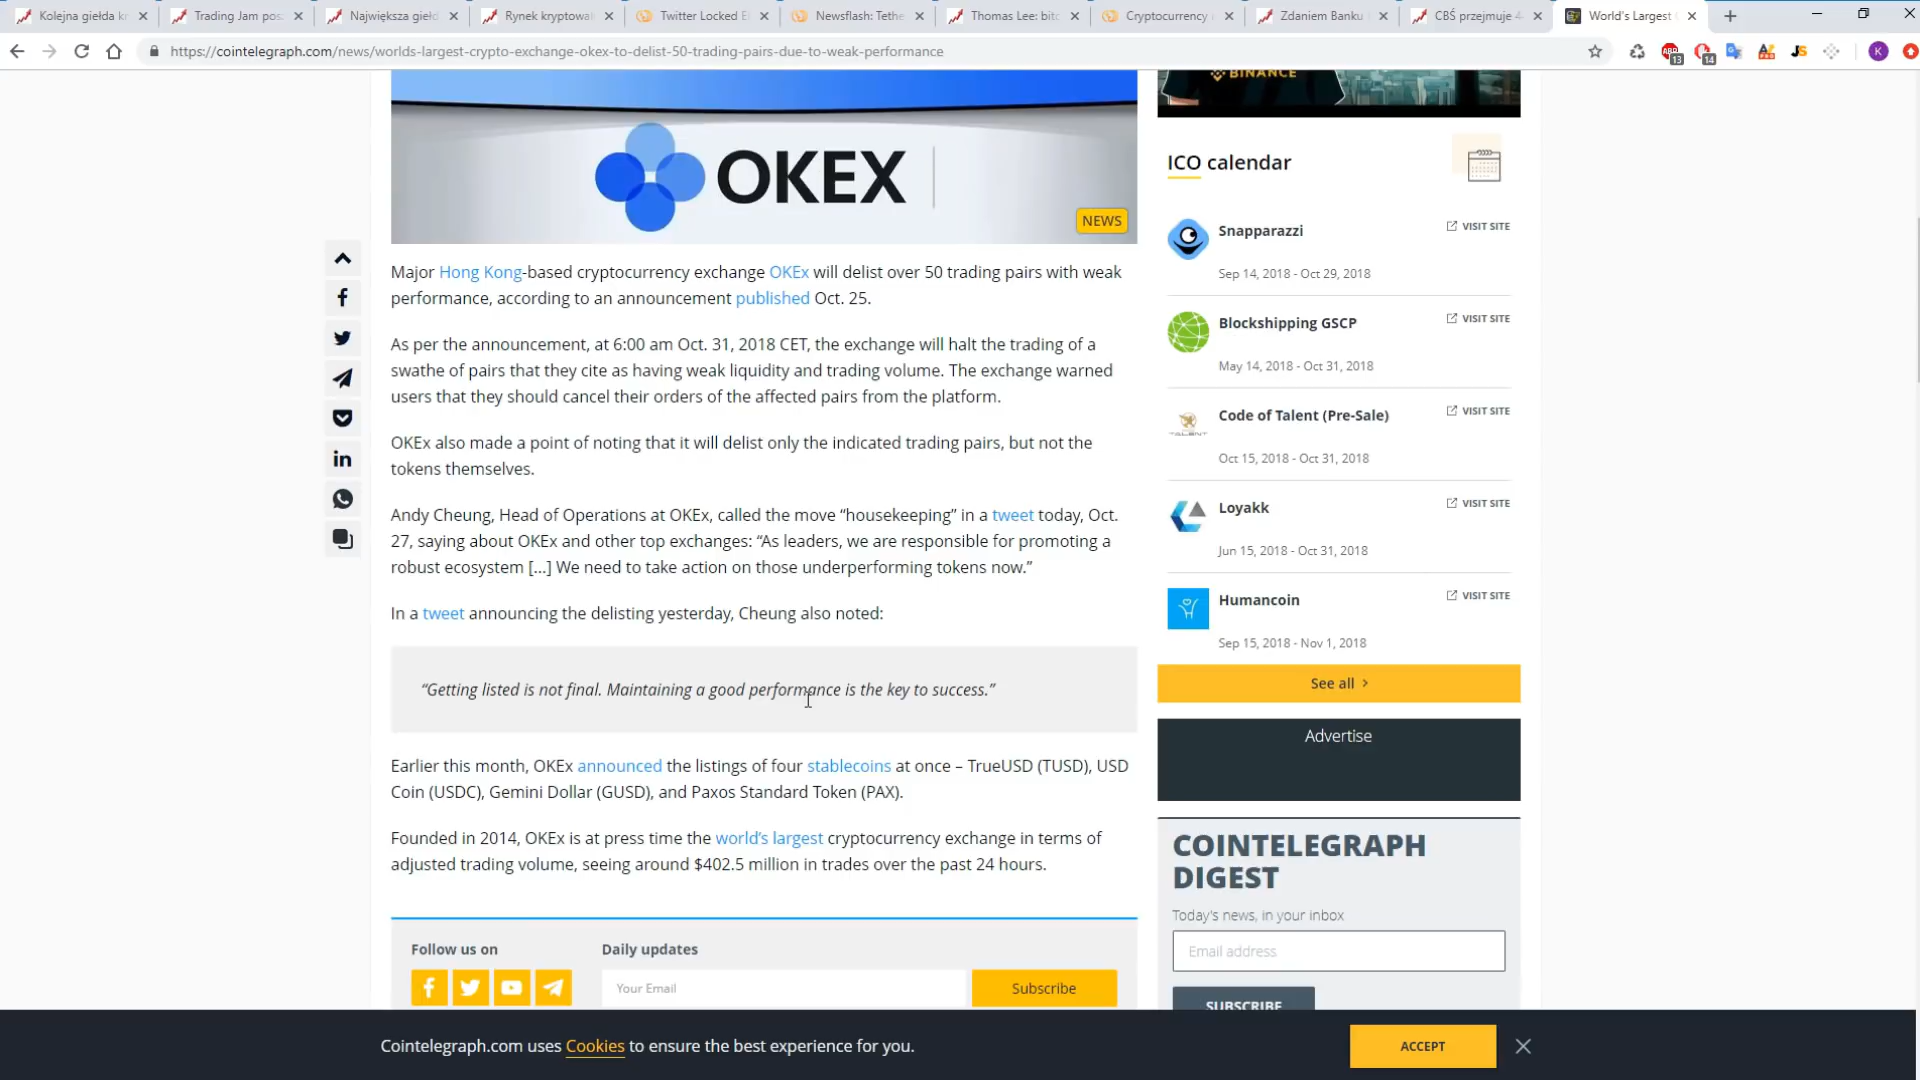 Kolejna giełda k
Trading Jam pos
Największa gieł
Rynek kryptowa
Twitter Locked E
Newsflash: Tethe
Thomas Lee: bitc
Cryptocurrency
Zdaniem Banku
CBŚ przejmuje 4
World's Largest
https://cointelegraph.com/news/worlds-largest-crypto-exchange-okex-to-delist-50-trading-pairs-due-to-weak-performance
ABP
13
14
JS
K
OKEX
NEWS
Major Hong Kong-based cryptocurrency exchange OKEx will delist over 50 trading pairs with weak
performance, according to an announcement published Oct. 25.
As per the announcement, at 6:00 am Oct. 31, 2018 CET, the exchange will halt the trading of a
swathe of pairs that they cite as having weak liquidity and trading volume. The exchange warned
users that they should cancel their orders of the affected pairs from the platform.
OKEx also made a point of noting that it will delist only the indicated trading pairs, but not the
tokens themselves.
Andy Cheung, Head of Operations at OKEx, called the move “housekeeping” in a tweet today, Oct.
27, saying about OKEx and other top exchanges: “As leaders, we are responsible for promoting a
robust ecosystem [...] We need to take action on those underperforming tokens now.”
In a tweet announcing the delisting yesterday, Cheung also noted:
“Getting listed is not final. Maintaining a good performance is the key to success.”
Earlier this month, OKEx announced the listings of four stablecoins at once – TrueUSD (TUSD), USD
Coin (USDC), Gemini Dollar (GUSD), and Paxos Standard Token (PAX).
Founded in 2014, OKEx is at press time the world’s largest cryptocurrency exchange in terms of
adjusted trading volume, seeing around $402.5 million in trades over the past 24 hours.
Follow us on
Daily updates
Your Email
Subscribe
BINANCE
ICO calendar
Snapparazzi
VISIT SITE
Sep 14, 2018 - Oct 29, 2018
Blockshipping GSCP
VISIT SITE
May 14, 2018 - Oct 31, 2018
TALENT
Code of Talent (Pre-Sale)
VISIT SITE
Oct 15, 2018 - Oct 31, 2018
Loyakk
VISIT SITE
Jun 15, 2018 - Oct 31, 2018
Humancoin
VISIT SITE
Sep 15, 2018 - Nov 1, 2018
See all
Advertise
COINTELEGRAPH
DIGEST
Today's news, in your inbox
Email address
SUBSCRIBE
Cointelegraph.com uses Cookies to ensure the best experience for you.
ACCEPT